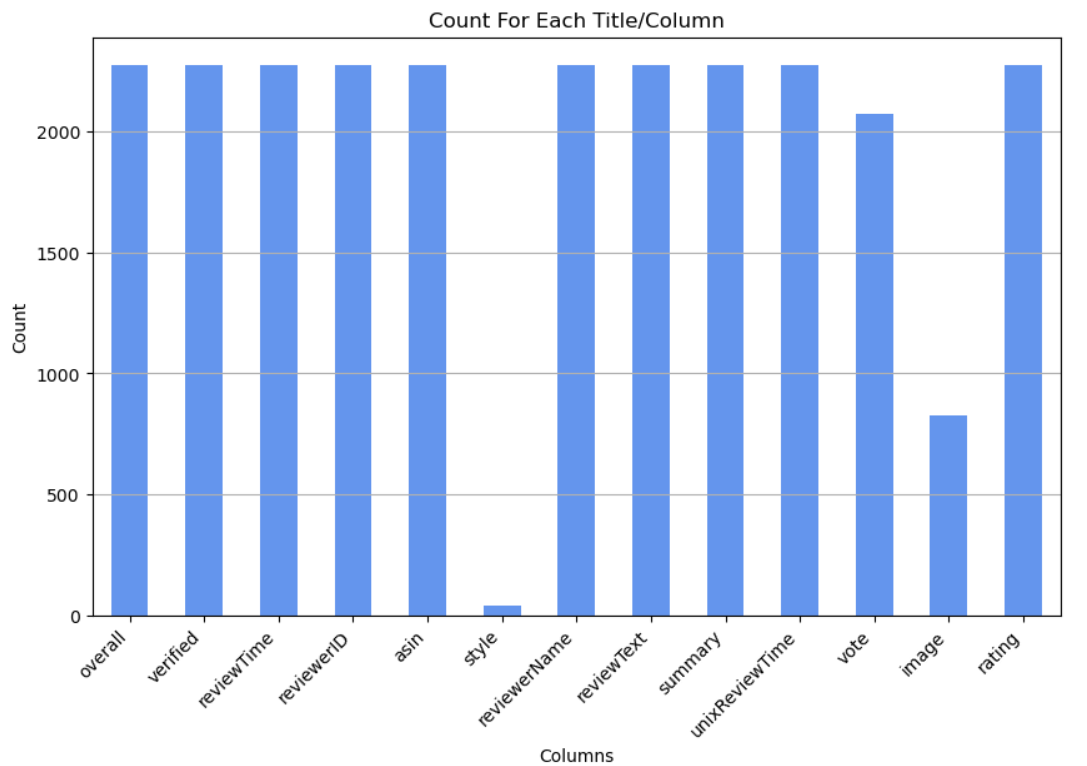 Count For Each Title/Column
Count
2000
1500
1000
500
0
overall
verified
reviewTime
reviewerID
asin
style
reviewerName
reviewText
summary
unixReviewTime
vote
image
rating
Columns